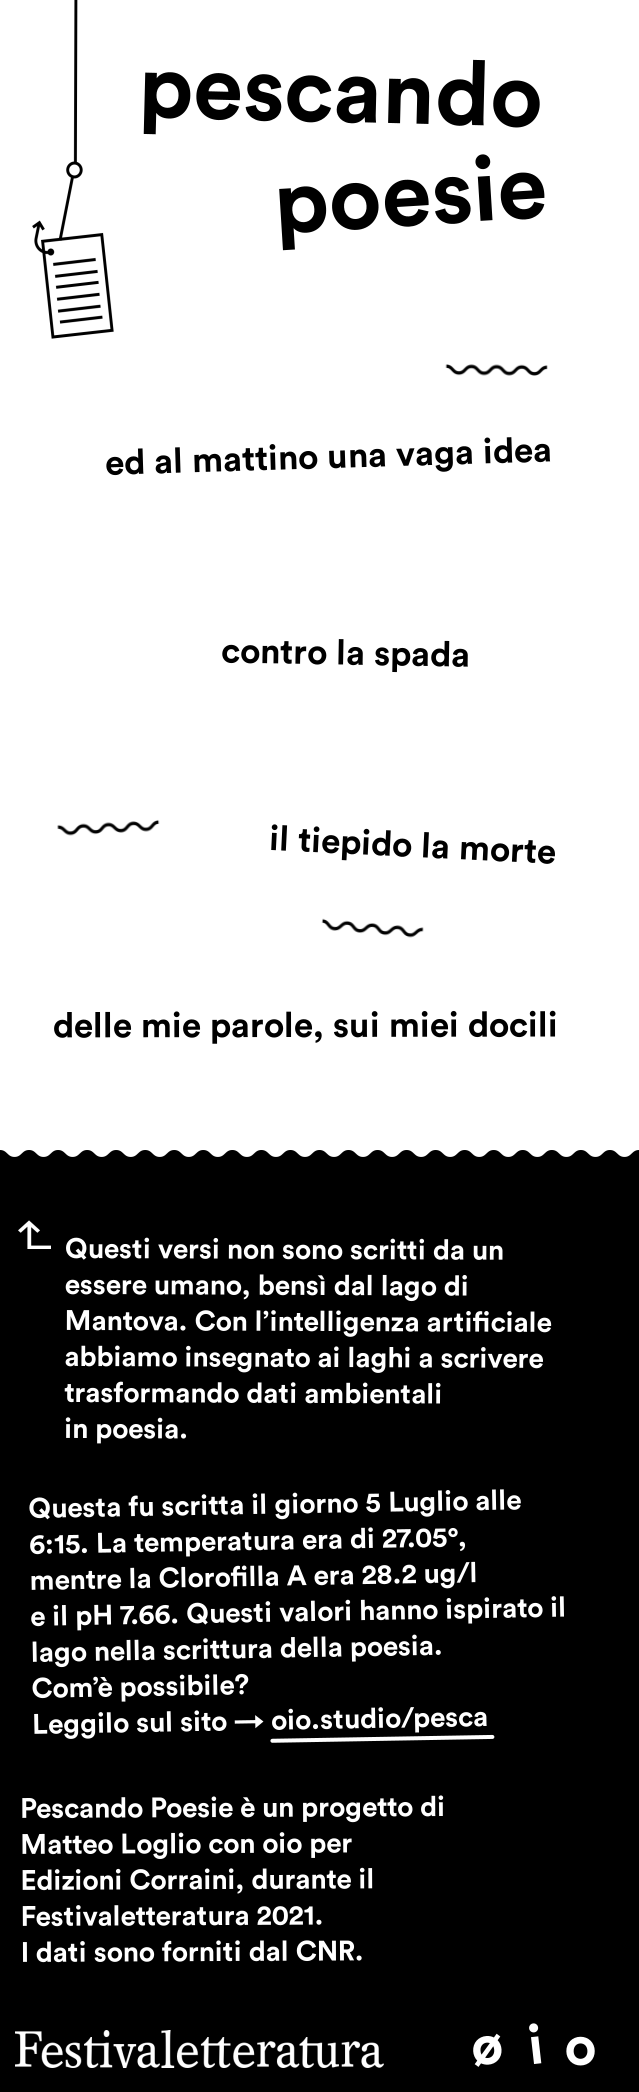 pescando
poesie
ed al mattino una vaga idea
contro la spada
il tiepido la morte
delle mie parole, sui miei docili
Questi versi non sono scritti da un
essere umano, bensì dal lago di
Mantova. Con l’intelligenza artificiale
abbiamo insegnato ai laghi a scrivere
trasformando dati ambientali
in poesia.
Questa fu scritta il giorno 5 Luglio alle
6:15. La temperatura era di 27.05°,
mentre la Clorofilla A era 28.2 ug/l
e il pH 7.66. Questi valori hanno ispirato il
lago nella scrittura della poesia.
Com’è possibile?
Leggilo sul sito → oio.studio/pesca
Pescando Poesie è un progetto di
Matteo Loglio con oio per
Edizioni Corraini, durante il
Festivaletteratura 2021.
I dati sono forniti dal CNR.
Festivaletteratura øio